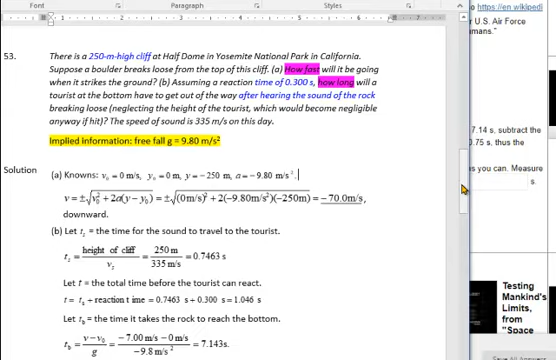 Font
Paragraph
Styles
53.
There is a 250-m-high cliff at Half Dome in Yosemite National Park in California.
Suppose a boulder breaks loose from the top of this cliff. (a) How fast will it be going
when it strikes the ground? (b) Assuming a reaction time of 0.300 s, how long will a
tourist at the bottom have to get out of the way after hearing the sound of the rock
breaking loose (neglecting the height of the tourist, which would become negligible
anyway if hit)? The speed of sound is 335 m/s on this day.
Implied information: free fall g = 9.80 m/s²
Solution
(a) Knowns: v₀ = 0 m/s, y₀ = 0 m, y = −250 m, a = −9.80 m/s².
v = ±√(v₀² + 2a(y − y₀)) = ±√((0 m/s)² + 2(−9.80 m/s²)(−250m)) = −70.0m/s,
downward.
(b) Let tₛ = the time for the sound to travel to the tourist.
tₛ = height of cliff / vₛ = 250 m / 335 m/s = 0.7463 s
Let t = the total time before the tourist can react.
t = tₛ + reaction time = 0.7463 s + 0.300 s = 1.046 s
Let t_b = the time it takes the rock to reach the bottom.
t_b = v − v₀ / g = −7.00 m/s − 0 m/s / −9.8 m/s² = 7.143s.
https://en.wikiped
U.S. Air Force
umans."
7.14 s, subtract the
0.75 s, thus the
s you can. Measure
s.
Testing
Mankind's
Limits,
from
"Space
Save All Answers